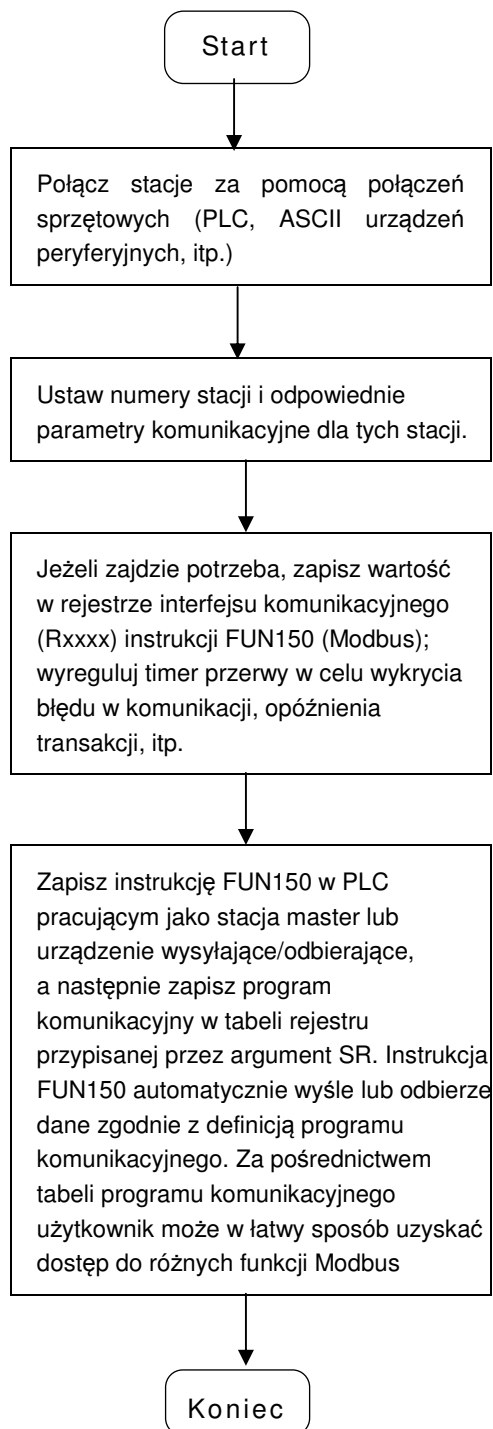 Start
Połącz stacje za pomocą połączeń
sprzętowych (PLC, ASCII urządzeń
peryferyjnych, itp.)
Ustaw numery stacji i odpowiednie
parametry komunikacyjne dla tych stacji.
Jeżeli zajdzie potrzeba, zapisz wartość
w rejestrze interfejsu komunikacyjnego
(Rxxxx) instrukcji FUN150 (Modbus);
wyreguluj timer przerwy w celu wykrycia
błędu w komunikacji, opóźnienia
transakcji, itp.
Zapisz instrukcję FUN150 w PLC
pracującym jako stacja master lub
urządzenie wysyłające/odbierające,
a następnie zapisz program
komunikacyjny w tabeli rejestru
przypisanej przez argument SR. Instrukcja
FUN150 automatycznie wyśle lub odbierze
dane zgodnie z definicją programu
komunikacyjnego. Za pośrednictwem
tabeli programu komunikacyjnego
użytkownik może w łatwy sposób uzyskać
dostęp do różnych funkcji Modbus
Koniec